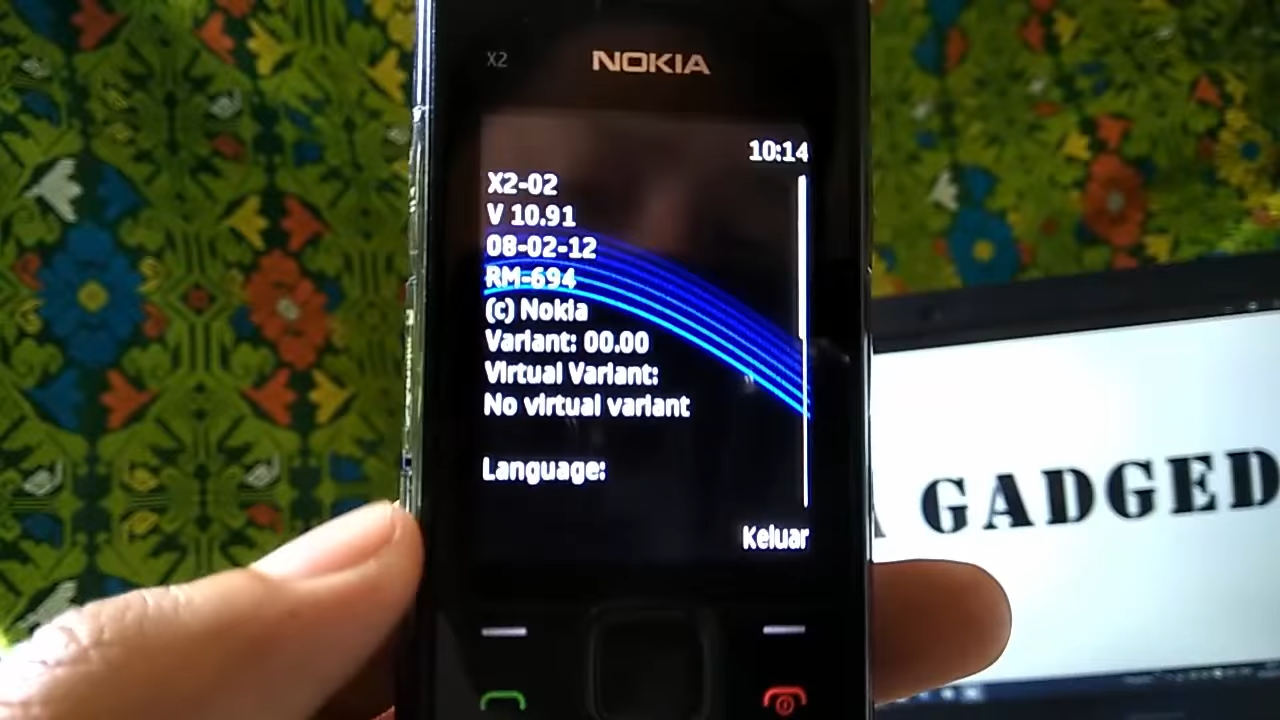 X2
NOKIA
10:14
X2-02
V 10.91
08-02-12
RM-694
(c) Nokia
Variant: 00.00
Virtual Variant:
No virtual variant
Language:
Keluar
GADGED